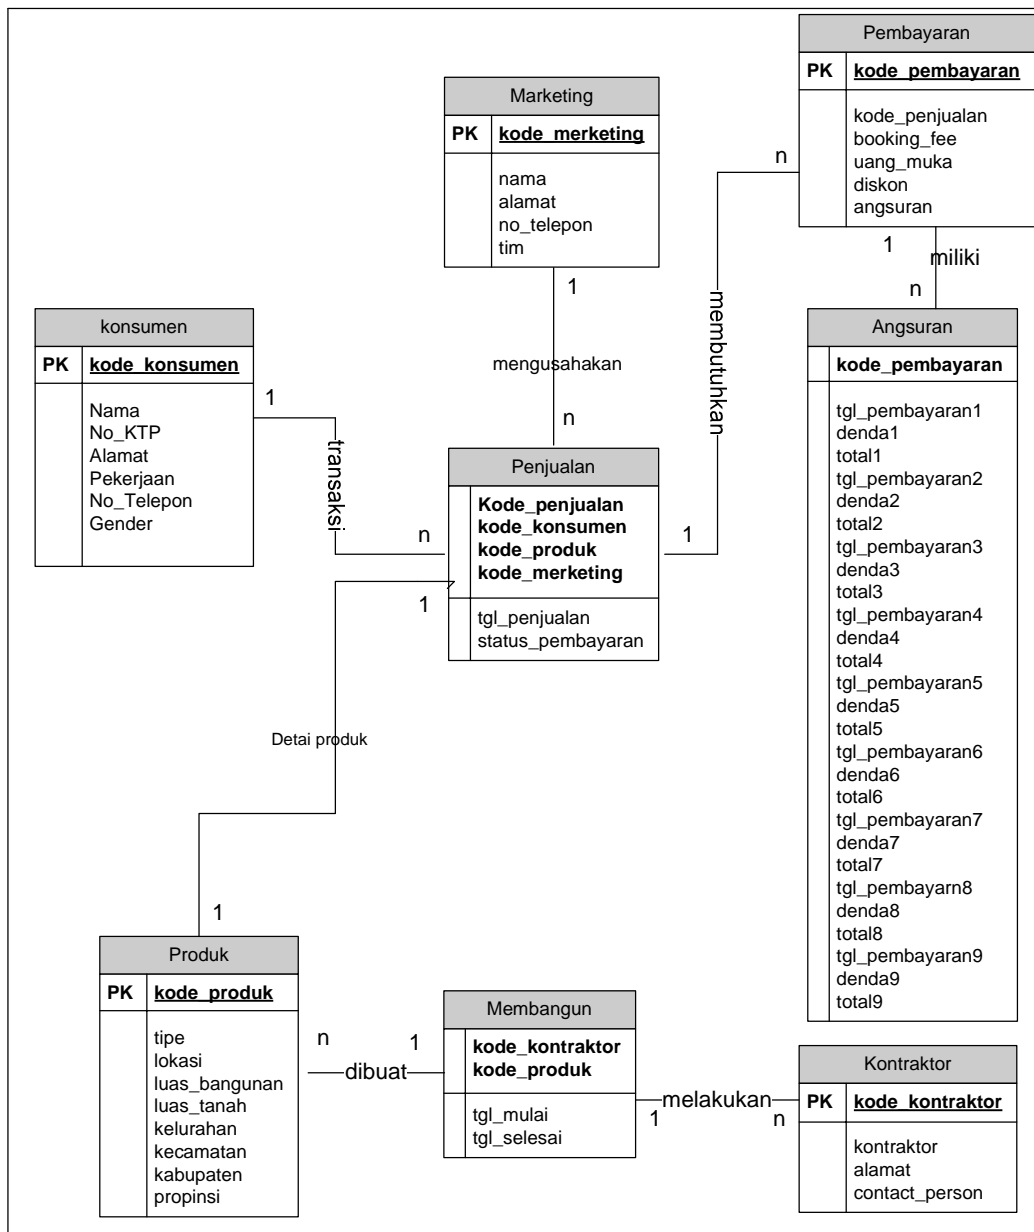 Pembayaran
PK kode_pembayaran
kode_penjualan
booking_fee
uang_muka
diskon
angsuran
Marketing
PK kode_merketing
nama
alamat
no_telepon
tim
n
1
miliki
n
membutuhkan
1
mengusahakan
n
konsumen
PK kode_konsumen
Nama
No_KTP
Alamat
Pekerjaan
No_Telepon
Gender
1
transaksi
n
Penjualan
Kode_penjualan
kode_konsumen
kode_produk
kode_merketing
tgl_penjualan
status_pembayaran
1
1
Angsuran
kode_pembayaran
tgl_pembayaran1
denda1
total1
tgl_pembayaran2
denda2
total2
tgl_pembayaran3
denda3
total3
tgl_pembayaran4
denda4
total4
tgl_pembayaran5
denda5
total5
tgl_pembayaran6
denda6
total6
tgl_pembayaran7
denda7
total7
tgl_pembayarn8
denda8
total8
tgl_pembayaran9
denda9
total9
Detai produk
1
Produk
PK kode_produk
tipe
lokasi
luas_bangunan
luas_tanah
kelurahan
kecamatan
kabupaten
propinsi
n
dibuat
1
Membangun
kode_kontraktor
kode_produk
tgl_mulai
tgl_selesai
melakukan
1
n
Kontraktor
PK kode_kontraktor
kontraktor
alamat
contact_person